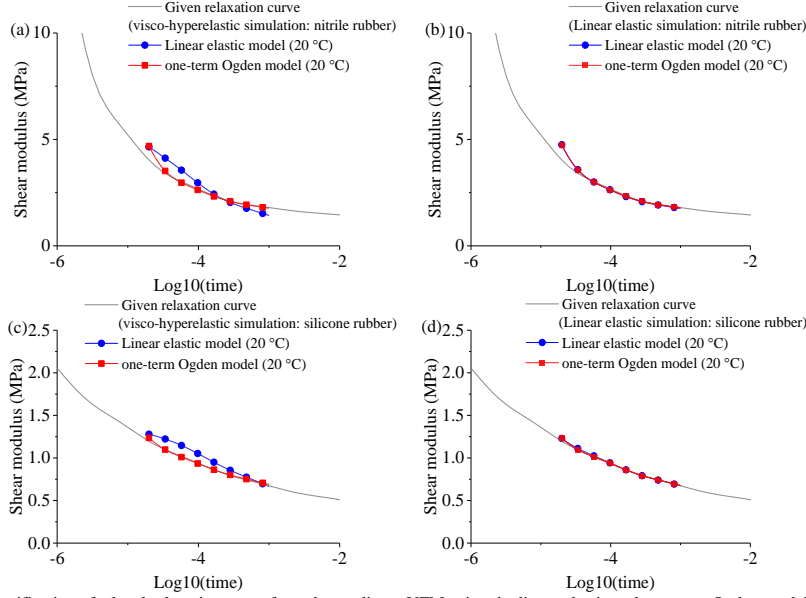 (a)
Given relaxation curve
(visco-hyperelastic simulation: nitrile rubber)
Linear elastic model (20 °C)
one-term Ogden model (20 °C)
Shear modulus (MPa)
10
5
0
-6
-4
-2
Log10(time)
(b)
Given relaxation curve
(Linear elastic simulation: nitrile rubber)
Linear elastic model (20 °C)
one-term Ogden model (20 °C)
Shear modulus (MPa)
10
5
0
-6
-4
-2
Log10(time)
(c)
Given relaxation curve
(visco-hyperelastic simulation: silicone rubber)
Linear elastic model (20 °C)
one-term Ogden model (20 °C)
Shear modulus (MPa)
2.5
2.0
1.5
1.0
0.5
0.0
-6
-4
-2
Log10(time)
(d)
Given relaxation curve
(Linear elastic simulation: silicone rubber)
Linear elastic model (20 °C)
one-term Ogden model (20 °C)
Shear modulus (MPa)
2.5
2.0
1.5
1.0
0.5
0.0
-6
-4
-2
Log10(time)